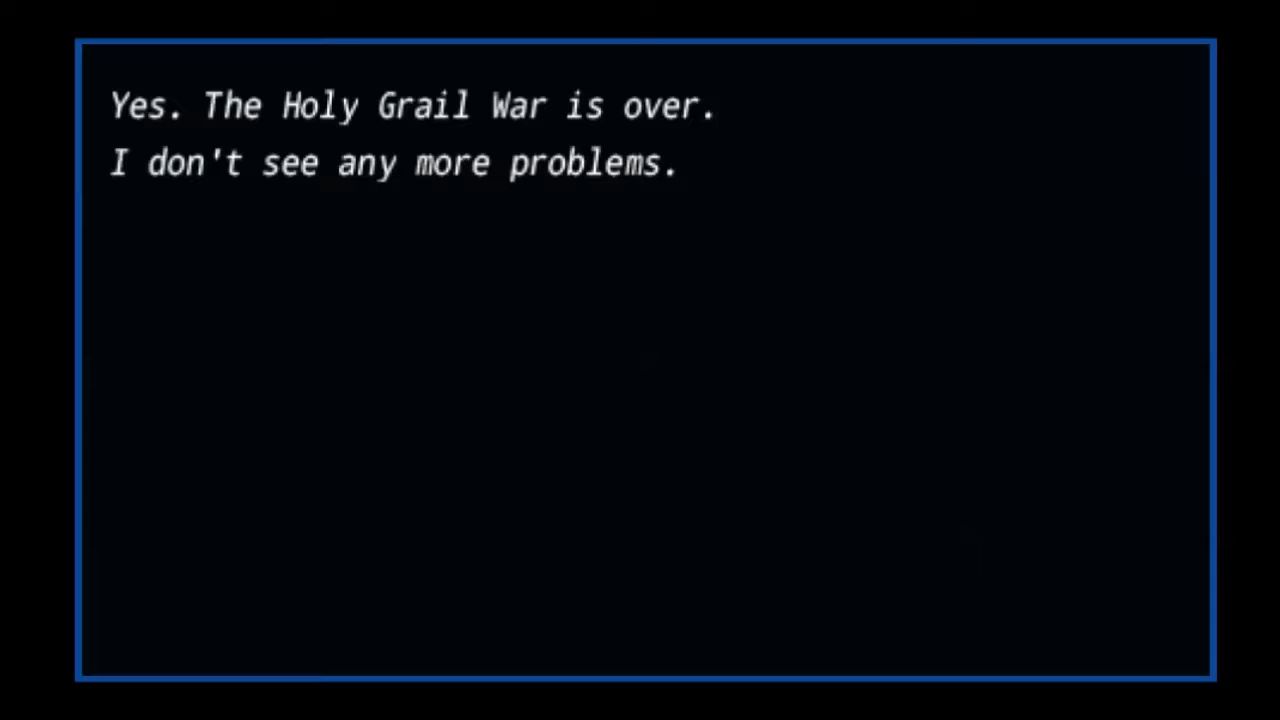 Yes. The Holy Grail War is over.
I don't see any more problems.